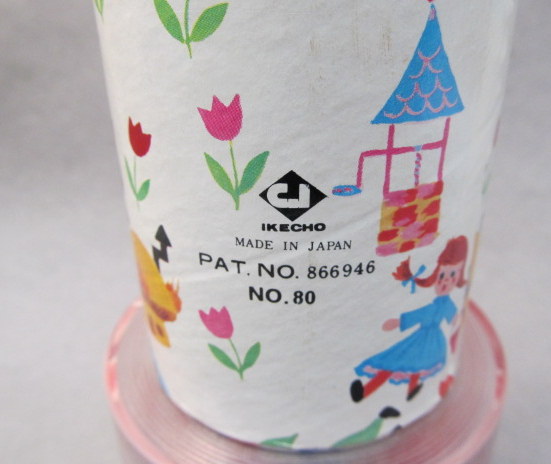 IKECHO
MADE IN JAPAN
PAT. NO. 866946
NO. 80